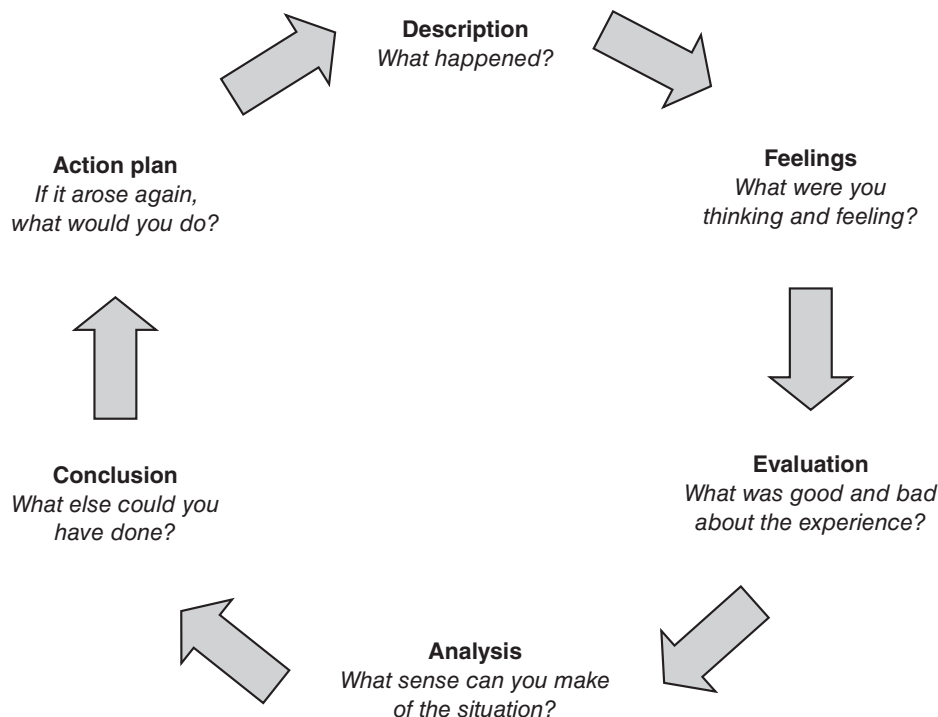 Description
What happened?
Feelings
What were you
thinking and feeling?
Evaluation
What was good and bad
about the experience?
Analysis
What sense can you make
of the situation?
Conclusion
What else could you
have done?
Action plan
If it arose again,
what would you do?